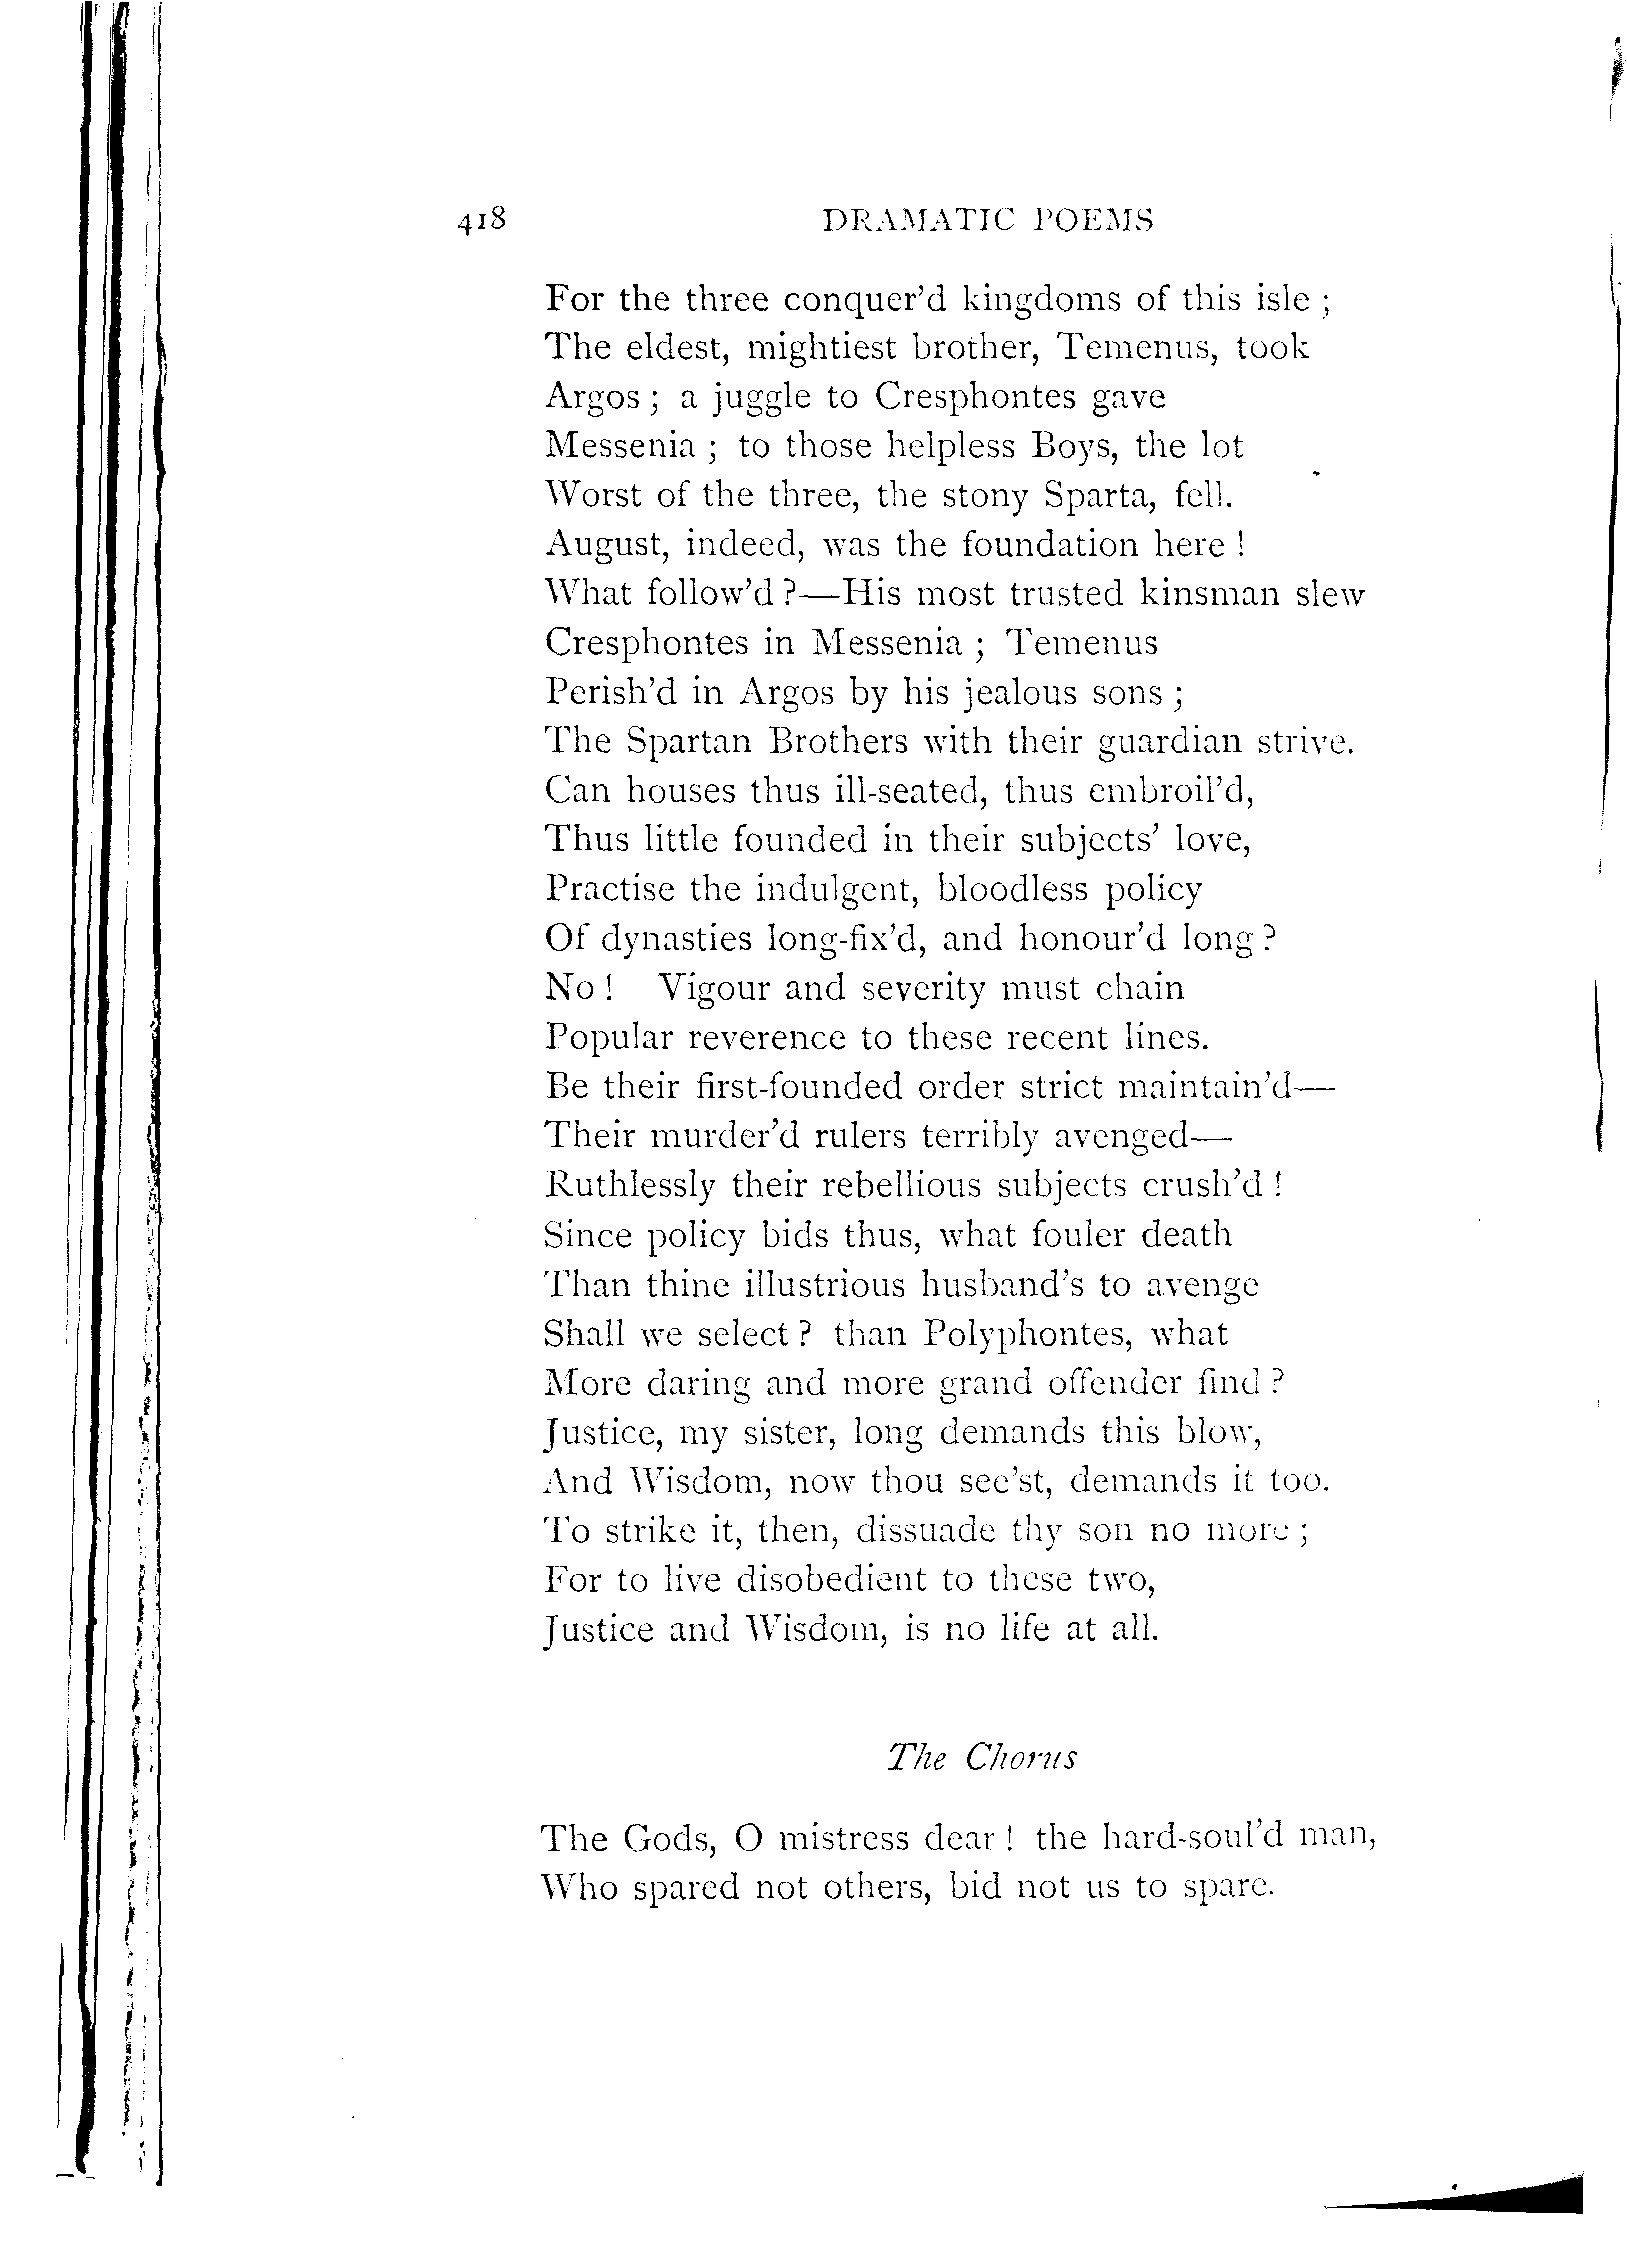 418 DRAMATIC POEMS
For the three conquer'd kingdoms of this isle ;
The eldest, mightiest brother, Temenus, took
Argos ; a juggle to Cresphontes gave
Messenia ; to those helpless Boys, the lot
Worst of the three, the stony Sparta, fell.
August, indeed, was the foundation here !
What follow'd ?—His most trusted kinsman slew
Cresphontes in Messenia ; Temenus
Perish'd in Argos by his jealous sons ;
The Spartan Brothers with their guardian strive.
Can houses thus ill-seated, thus embroil'd,
Thus little founded in their subjects' love,
Practise the indulgent, bloodless policy
Of dynasties long-fix'd, and honour'd long ?
No ! Vigour and severity must chain
Popular reverence to these recent lines.
Be their first-founded order strict maintain'd—
Their murder'd rulers terribly avenged—
Ruthlessly their rebellious subjects crush'd !
Since policy bids thus, what fouler death
Than thine illustrious husband's to avenge
Shall we select ? than Polyphontes, what
More daring and more grand offender find ?
Justice, my sister, long demands this blow,
And Wisdom, now thou see'st, demands it too.
To strike it, then, dissuade thy son no more ;
For to live disobedient to these two,
Justice and Wisdom, is no life at all.
The Chorus
The Gods, O mistress dear ! the hard-soul'd man,
Who spared not others, bid not us to spare.